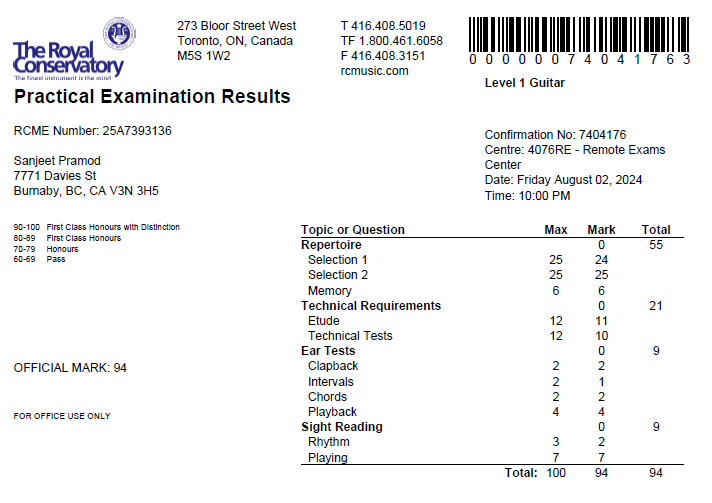 The Royal
Conservatory
The finest instrument is the mind
273 Bloor Street West
Toronto, ON, Canada
M5S 1W2
T 416.408.5019
TF 1.800.461.6058
F 416.408.3151
rcmusic.com
0 0 0 0 0 7 4 0 4 1 7 6 3
Level 1 Guitar
Practical Examination Results
RCME Number: 25A7393136
Sanjeet Pramod
7771 Davies St
Burnaby, BC, CA V3N 3H5
Confirmation No: 7404176
Centre: 4076RE - Remote Exams
Center
Date: Friday August 02, 2024
Time: 10:00 PM
90-100 First Class Honours with Distinction
80-89 First Class Honours
70-79 Honours
60-69 Pass
OFFICIAL MARK: 94
FOR OFFICE USE ONLY
Topic or Question Max Mark Total
Repertoire 0 55
Selection 1 25 24
Selection 2 25 25
Memory 6 6
Technical Requirements 0 21
Etude 12 11
Technical Tests 12 10
Ear Tests 0 9
Clapback 2 2
Intervals 2 1
Chords 2 2
Playback 4 4
Sight Reading 0 9
Rhythm 3 2
Playing 7 7
Total: 100 94 94